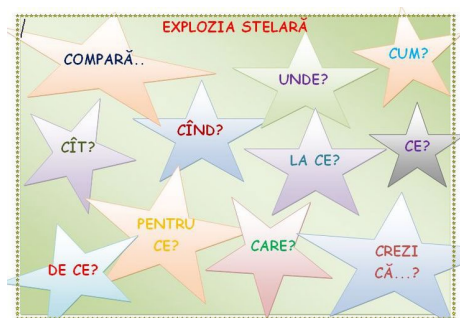 EXPLOZIA STELARĂ
COMPARĂ..
UNDE?
CUM?
CÎT?
CÎND?
LA CE?
CE?
PENTRU
CE?
CARE?
CREZI
CĂ...?
DE CE?